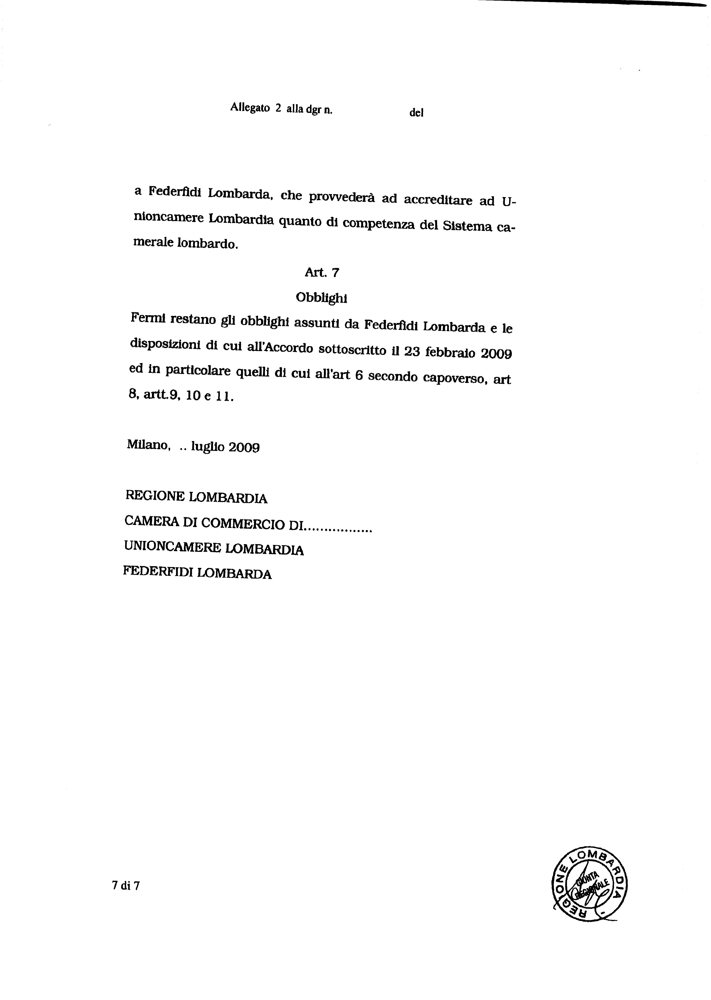 Allegato 2 alla dgr n. del
a Federfidi Lombarda, che provvederà ad accreditare ad U-
nioncamere Lombardia quanto di competenza del Sistema ca-
merale lombardo.
Art. 7
Obblighi
Fermi restano gli obblighi assunti da Federfidi Lombarda e le
disposizioni di cui all'Accordo sottoscritto il 23 febbraio 2009
ed in particolare quelli di cui all'art 6 secondo capoverso, art
8, artt.9, 10 e 11.
Milano, .. luglio 2009
REGIONE LOMBARDIA
CAMERA DI COMMERCIO DI.................
UNIONCAMERE LOMBARDIA
FEDERFIDI LOMBARDA
7 di 7
REGIONE LOMBARDIA -
GIUNTA
REGIONALE